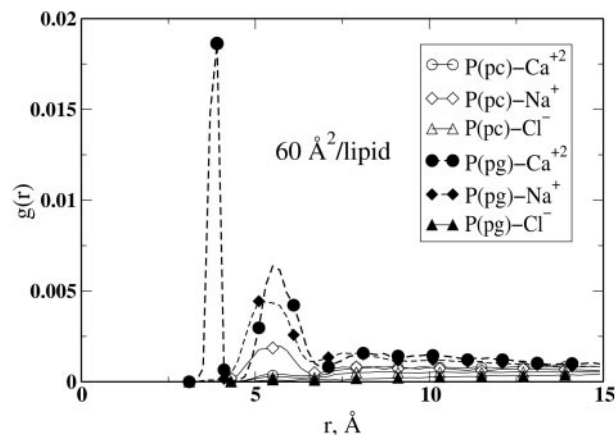 0.02
0.015
0.01
0.005
0
g(r)
60 Å²/lipid
P(pc)−Ca⁺²
P(pc)−Na⁺
P(pc)−Cl⁻
P(pg)−Ca⁺²
P(pg)−Na⁺
P(pg)−Cl⁻
0 5 10 15
r, Å